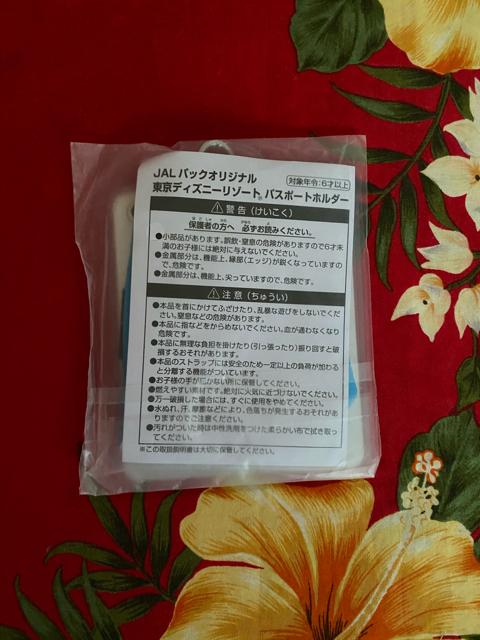 JALパックオリジナル
東京ディズニーリゾート® パスポートホルダー
対象年令:6才以上
⚠警告(けいこく)
保護者の方へ 必ずお読みください。
●小部品があります。誤飲・窒息の危険がありますので6才未
満のお子様には絶対に与えないでください。
●金属部分は、機能上、縁部(エッジ)が鋭くなっていますの
で、危険です。
●金属部分は、機能上、尖っていますので、危険です。
⚠注意(ちゅうい)
●本品を首にかけてふざけたり、乱暴な遊びをしないでくだ
さい。窒息などの危険があります。
●本品に指などをからめないでください。血が通わなくなり
危険です。
●本品に無理な負担を掛けたり(引っ張ったり)振り回すと破
損するおそれがあります。
●本品のストラップには安全のため一定以上の負荷が加わる
と分離する機能がついています。
●お子様の手が届かない所に保管してください。
●燃えやすい素材です。絶対に火気に近づけないでください。
●万一破損した場合には、すぐに使用をやめてください。
●水ぬれ、汗、摩擦などにより、色落ちが発生するおそれがあ
りますのでご注意ください。
●汚れがついた時は中性洗剤をつけた柔らかい布で拭き取っ
てください。
※この取扱説明書は大切に保管してください。